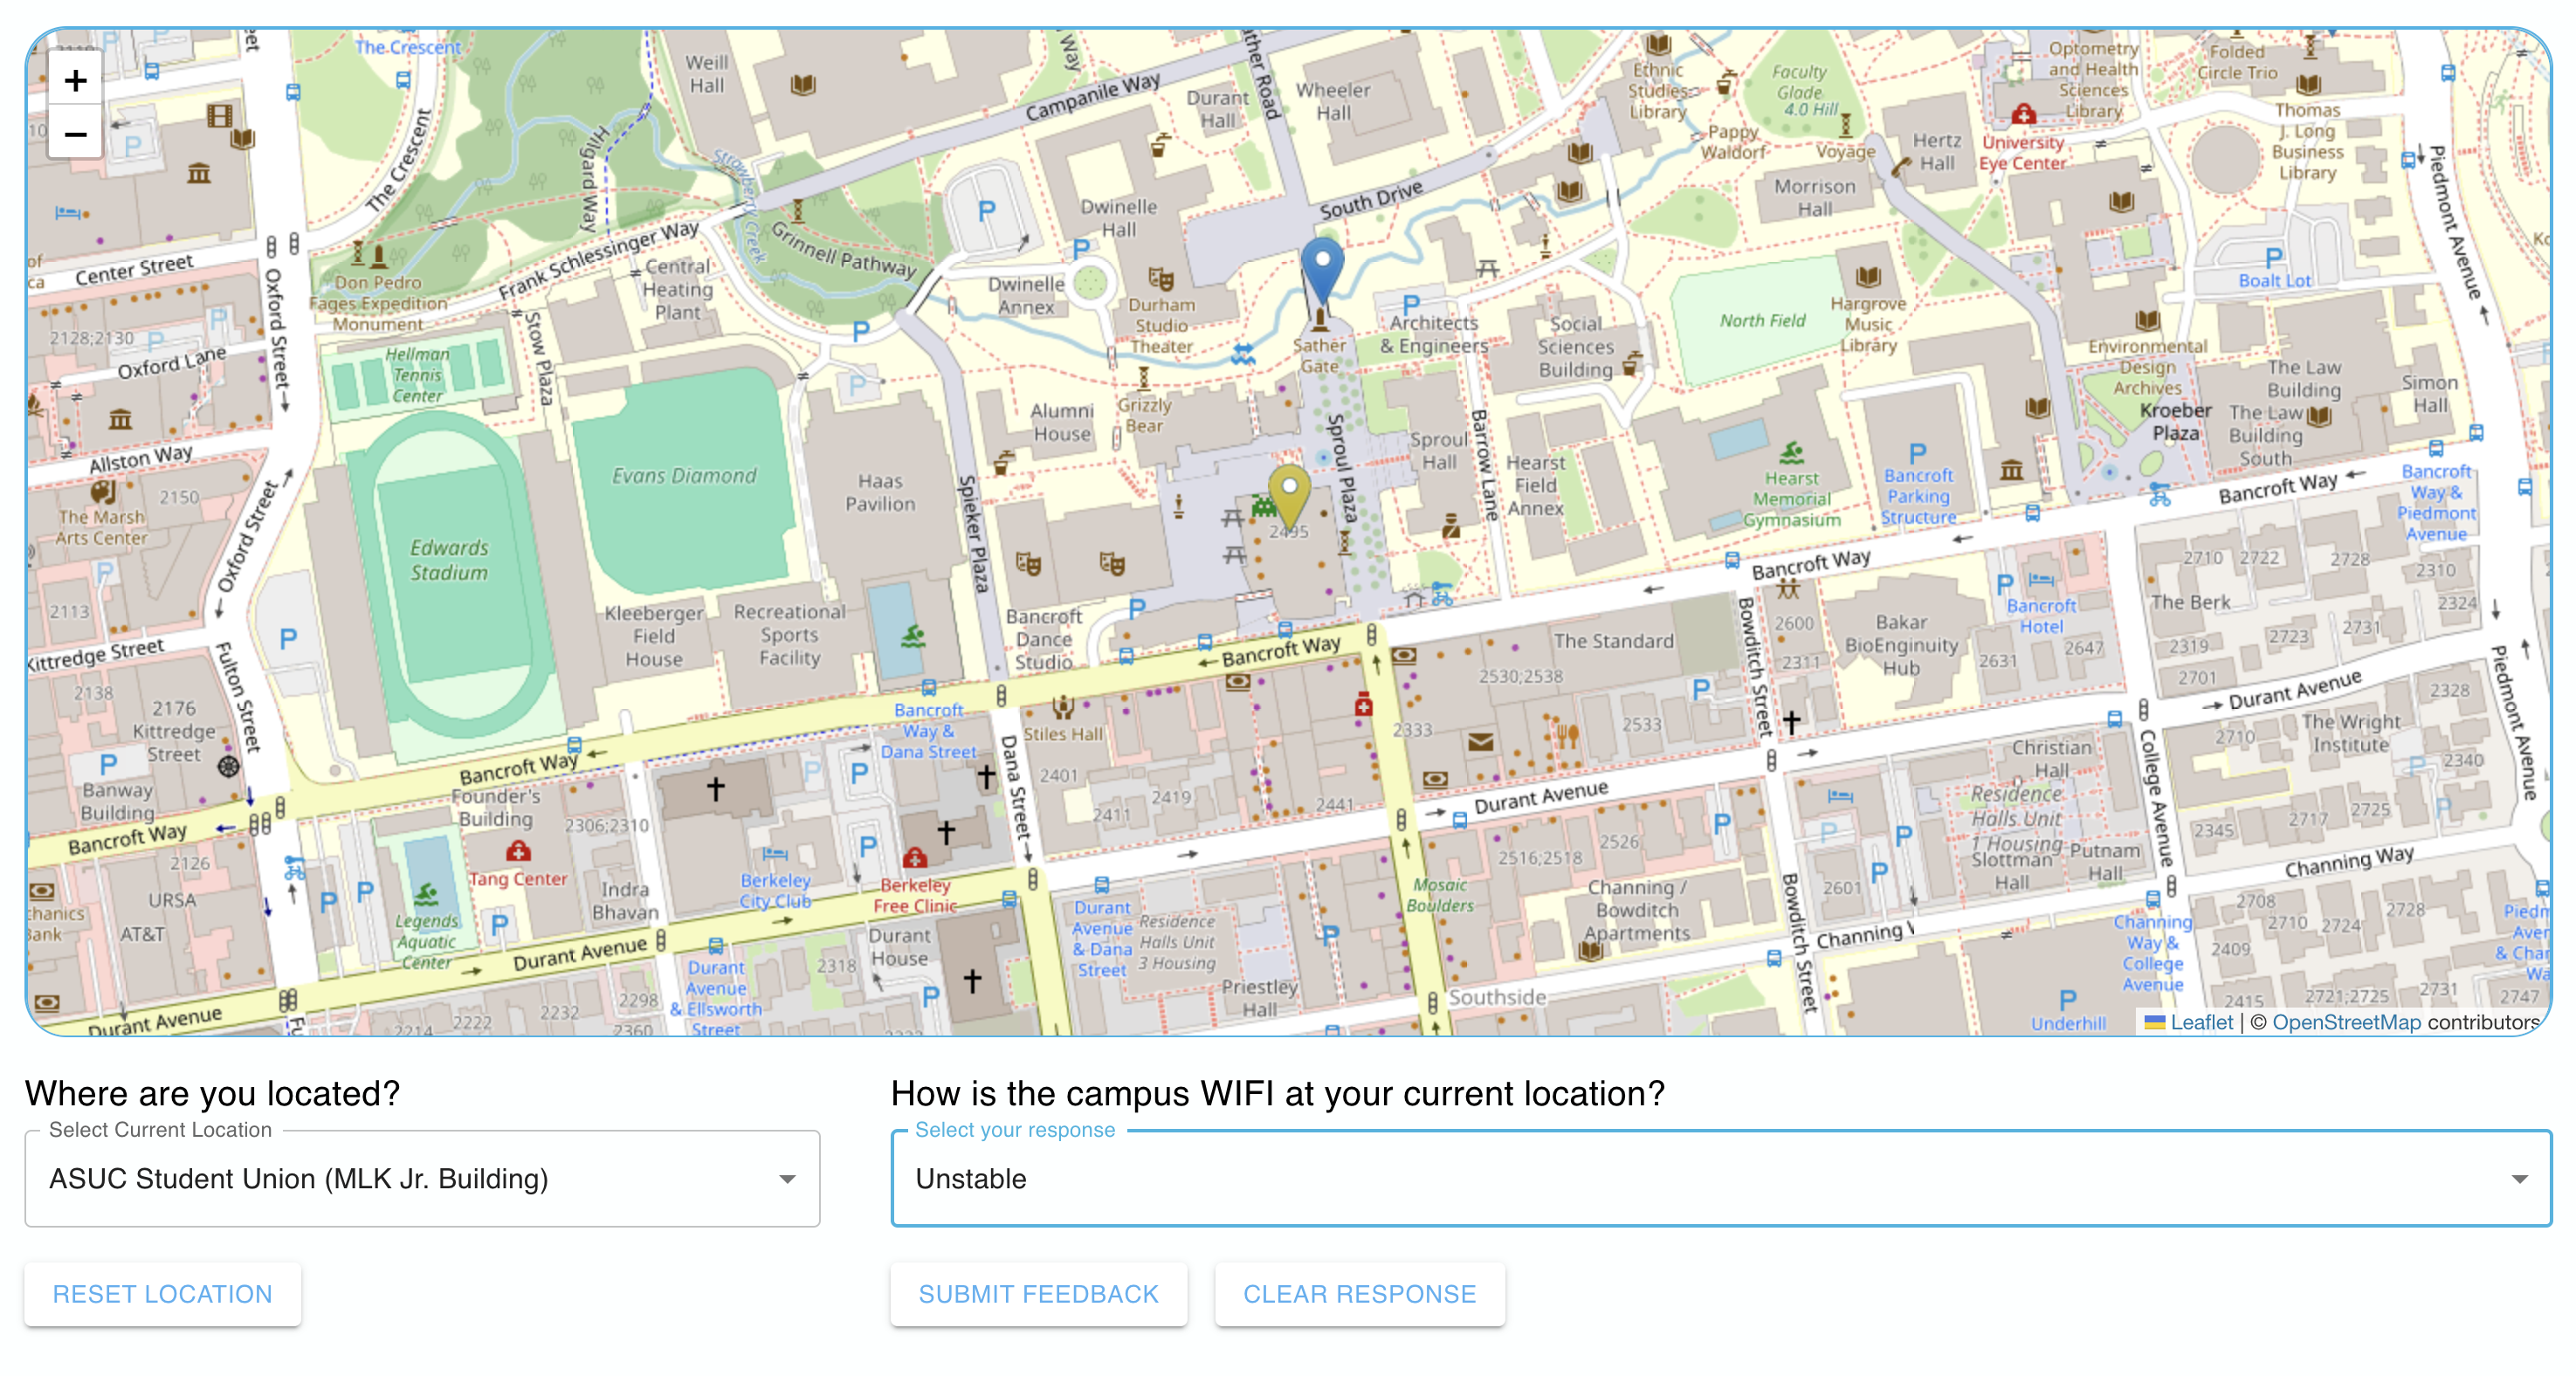 The Crescent
Weill
Hall
Campanile Way
Durant
Hall
Wheeler
Hall
Ethnic
Studies
Library
Faculty
Glade
4.0 Hill
Optometry
and Health
Sciences
Library
Folded
Circle Trio
Thomas
J. Long
Business
Library
+
−
The Crescent
Hilgard Way
Strawberry Creek
Pappy
Waldorf
Voyage
Hertz
Hall
University
Eye Center
Piedmont Avenue
Center Street
Oxford Street
Don Pedro
Fages Expedition
Monument
Frank Schlessinger Way
Grinnell Pathway
Central
Heating
Plant
Dwinelle
Hall
Dwinelle
Annex
South Drive
Morrison
Hall
Boalt Lot
2128;2130
Oxford Lane
Hellman
Tennis
Center
Stow Plaza
Durham
Studio
Theater
Sather
Gate
Architects
& Engineers
Social
Sciences
Building
North Field
Hargrove
Music
Library
Environmental
Design
Archives
The Law
Building
Simon
Hall
Allston Way
Alumni
House
Grizzly
Bear
Sproul Plaza
Sproul
Hall
Barrow Lane
Kroeber
Plaza
The Law
Building
South
2150
The Marsh
Arts Center
Oxford Street
Edwards
Stadium
Evans Diamond
Haas
Pavilion
Spieker Plaza
2495
Hearst
Field
Annex
Hearst
Memorial
Gymnasium
Bancroft
Parking
Structure
Bancroft Way
Bancroft
Way &
Piedmont
Avenue
2113
Kittredge Street
Fulton Street
Kleeberger
Field
House
Recreational
Sports
Facility
Bancroft
Dance
Studio
Bancroft Way
Bancroft Way
The Standard
Bowditch Street
2600
2311
Bakar
BioEnginuity
Hub
Bancroft
Hotel
2631
2647
2710
2722
2728
2310
2324
The Berk
2319
2723
2731
2701
Durant Avenue
2328
Piedmont Avenue
2138
2176
Kittredge
Street
Banway
Building
Bancroft Way
Bancroft
Way &
Dana Street
Stiles Hall
Dana Street
2401
2411
2419
2441
2333
2530;2538
2533
Durant Avenue
Christian
Hall
College Avenue
The Wright
Institute
2710
2340
Bancroft Way
2126
URSA
AT&T
Founder's
Building
2306;2310
Tang Center
Indra
Bhavan
Legends
Aquatic
Center
Berkeley
City Club
Berkeley
Free Clinic
Durant
Avenue
& Dana
Street
Residence
Halls Unit
3 Housing
Mosaic
Boulders
2516;2518
2526
Channing /
Bowditch
Apartments
Bowditch Street
2601
Residence
Halls Unit
1 Housing
Slottman
Hall
Putnam
Hall
2345
2717
2725
Channing Way
Durant Avenue
Durant Avenue
Durant
House
Durant
Avenue
& Ellsworth
Street
2214
2222
2232
2298
2360
2318
Priestley
Hall
Southside
Channing
Channing
Way &
College
Avenue
2708
2710
2724
2728
2409
2415
2721;2725
2731
2747
Underhill
Leaflet | © OpenStreetMap contributors
Where are you located?
Select Current Location
ASUC Student Union (MLK Jr. Building)
RESET LOCATION
How is the campus WIFI at your current location?
Select your response
Unstable
SUBMIT FEEDBACK
CLEAR RESPONSE